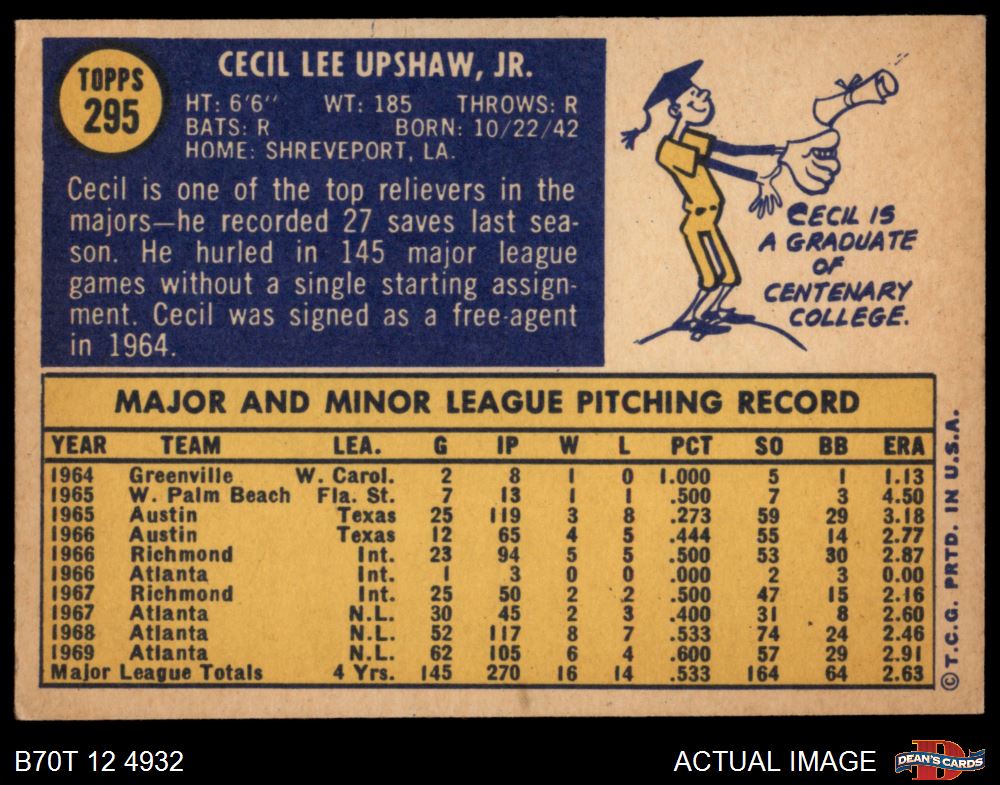 TOPPS
295
CECIL LEE UPSHAW, JR.
HT: 6'6" WT: 185 THROWS: R
BATS: R BORN: 10/22/42
HOME: SHREVEPORT, LA.
Cecil is one of the top relievers in the
majors—he recorded 27 saves last sea-
son. He hurled in 145 major league
games without a single starting assign-
ment. Cecil was signed as a free-agent
in 1964.
CECIL IS
A GRADUATE
OF
CENTENARY
COLLEGE.
MAJOR AND MINOR LEAGUE PITCHING RECORD
YEAR TEAM LEA. G IP W L PCT SO BB ERA
1964 Greenville W. Carol. 2 8 1 0 1.000 5 1 1.13
1965 W. Palm Beach Fla. St. 7 13 1 1 .500 7 3 4.50
1965 Austin Texas 25 119 3 8 .273 59 29 3.18
1966 Austin Texas 12 65 4 5 .444 55 14 2.77
1966 Richmond Int. 23 94 5 5 .500 53 30 2.87
1966 Atlanta Int. 1 3 0 0 .000 2 3 0.00
1967 Richmond Int. 25 50 2 2 .500 47 15 2.16
1967 Atlanta N.L. 30 45 2 3 .400 31 8 2.60
1968 Atlanta N.L. 52 117 8 7 .533 74 24 2.46
1969 Atlanta N.L. 62 105 6 4 .600 57 29 2.91
Major League Totals 4 Yrs. 145 270 16 14 .533 164 64 2.63
©T.C.G. PRTD. IN U.S.A.
B70T 12 4932
ACTUAL IMAGE
D
DEAN'S CARDS